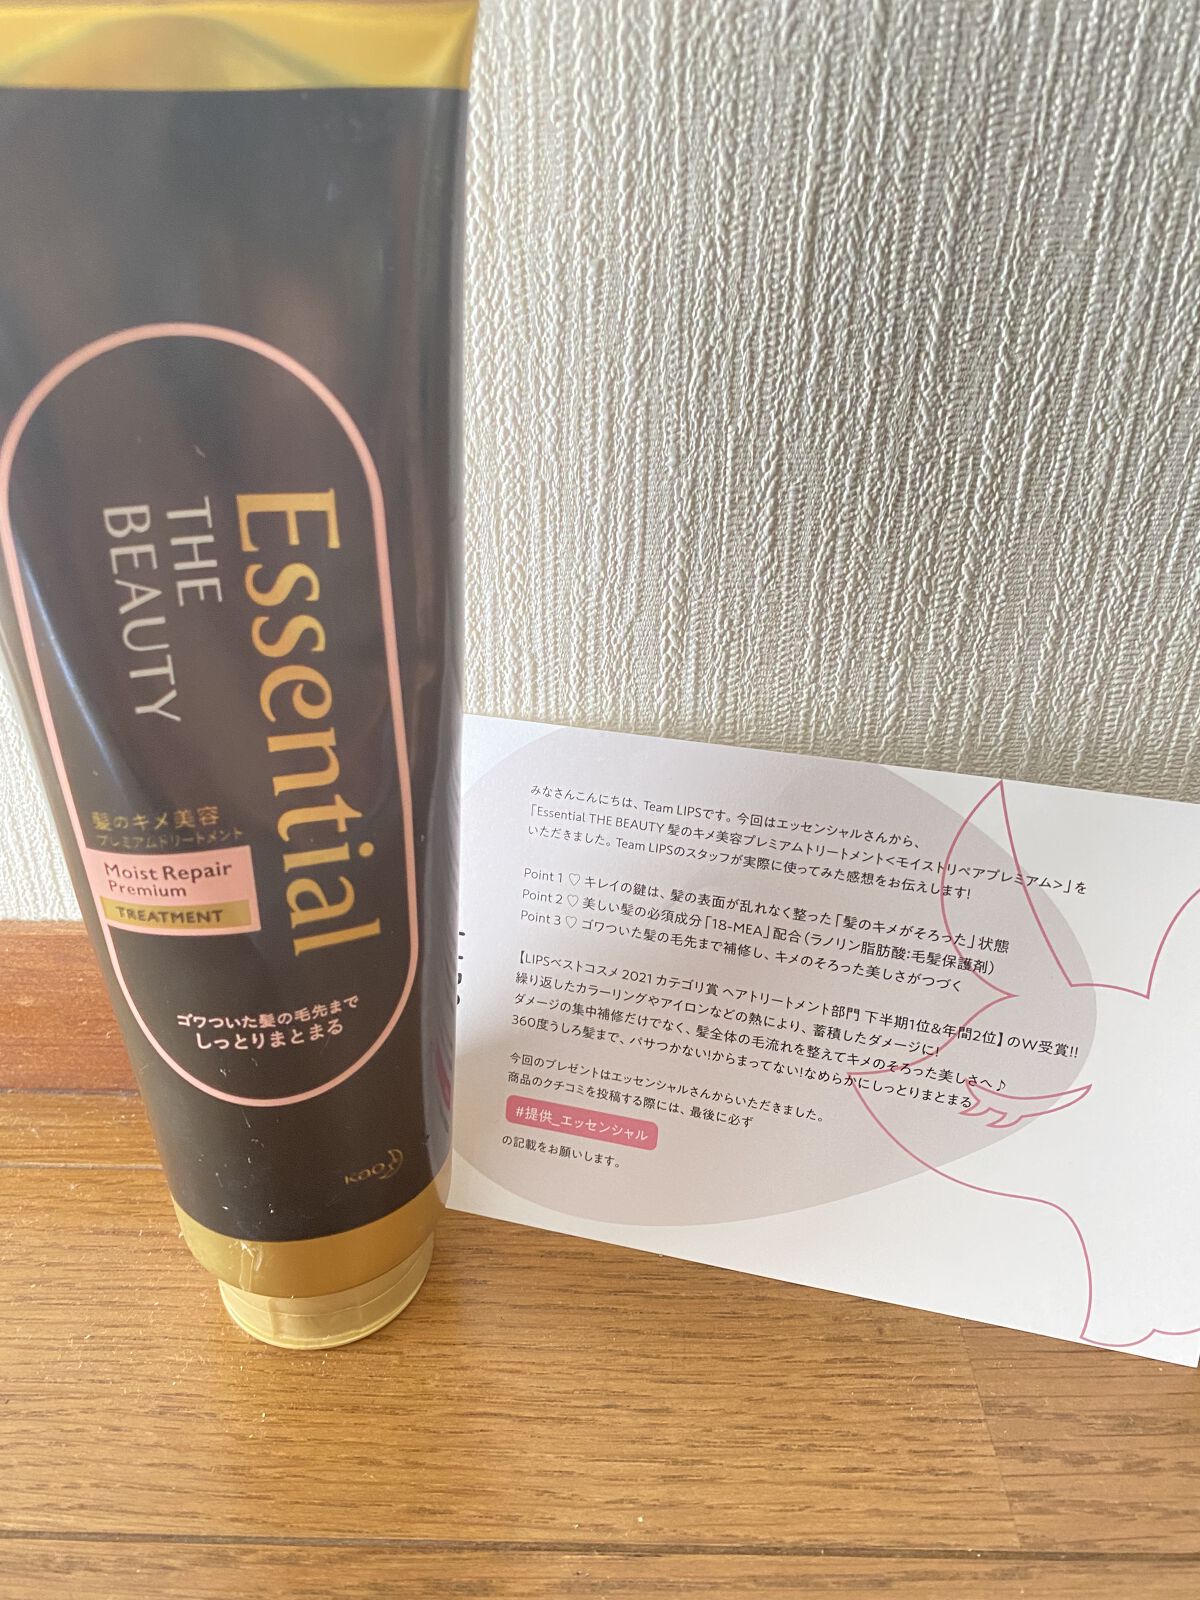 Essential
THE
BEAUTY
髪のキメ美容
プレミアムトリートメント
Moist Repair
Premium
TREATMENT
ゴワついた髪の毛先まで
しっとりまとまる
Kao
みなさんこんにちは、Team LIPSです。今回はエッセンシャルさんから、
「Essential THE BEAUTY 髪のキメ美容プレミアムトリートメント<モイストリペアプレミアム>」を
いただきました。Team LIPSのスタッフが実際に使ってみた感想をお伝えします!
Point 1 ♡ キレイの鍵は、髪の表面が乱れなく整った「髪のキメがそろった」状態
Point 2 ♡ 美しい髪の必須成分「18-MEA」配合(ラノリン脂肪酸:毛髪保護剤)
Point 3 ♡ ゴワついた髪の毛先まで補修し、キメのそろった美しさがつづく
【LIPSベストコスメ2021 カテゴリ賞 ヘアトリートメント部門 下半期1位&年間2位】のW受賞!!
繰り返したカラーリングやアイロンなどの熱により、蓄積したダメージに!
ダメージの集中補修だけでなく、髪全体の毛流れを整えてキメのそろった美しさへ♪
360度うしろ髪まで、パサつかない!からまってない!なめらかにしっとりまとまる
今回のプレゼントはエッセンシャルさんからいただきました。
商品のクチコミを投稿する際には、最後に必ず
#提供_エッセンシャル
の記載をお願いします。